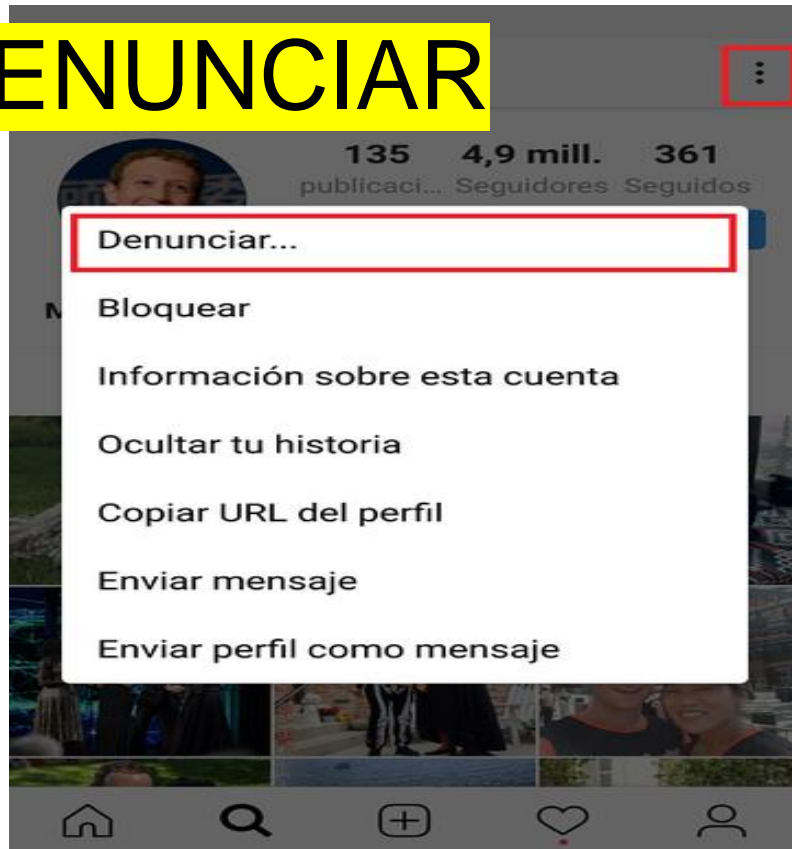 ENUNCIAR
135 4,9 mill. 361
publicaci... Seguidores Seguidos
Denunciar...
Bloquear
Información sobre esta cuenta
Ocultar tu historia
Copiar URL del perfil
Enviar mensaje
Enviar perfil como mensaje